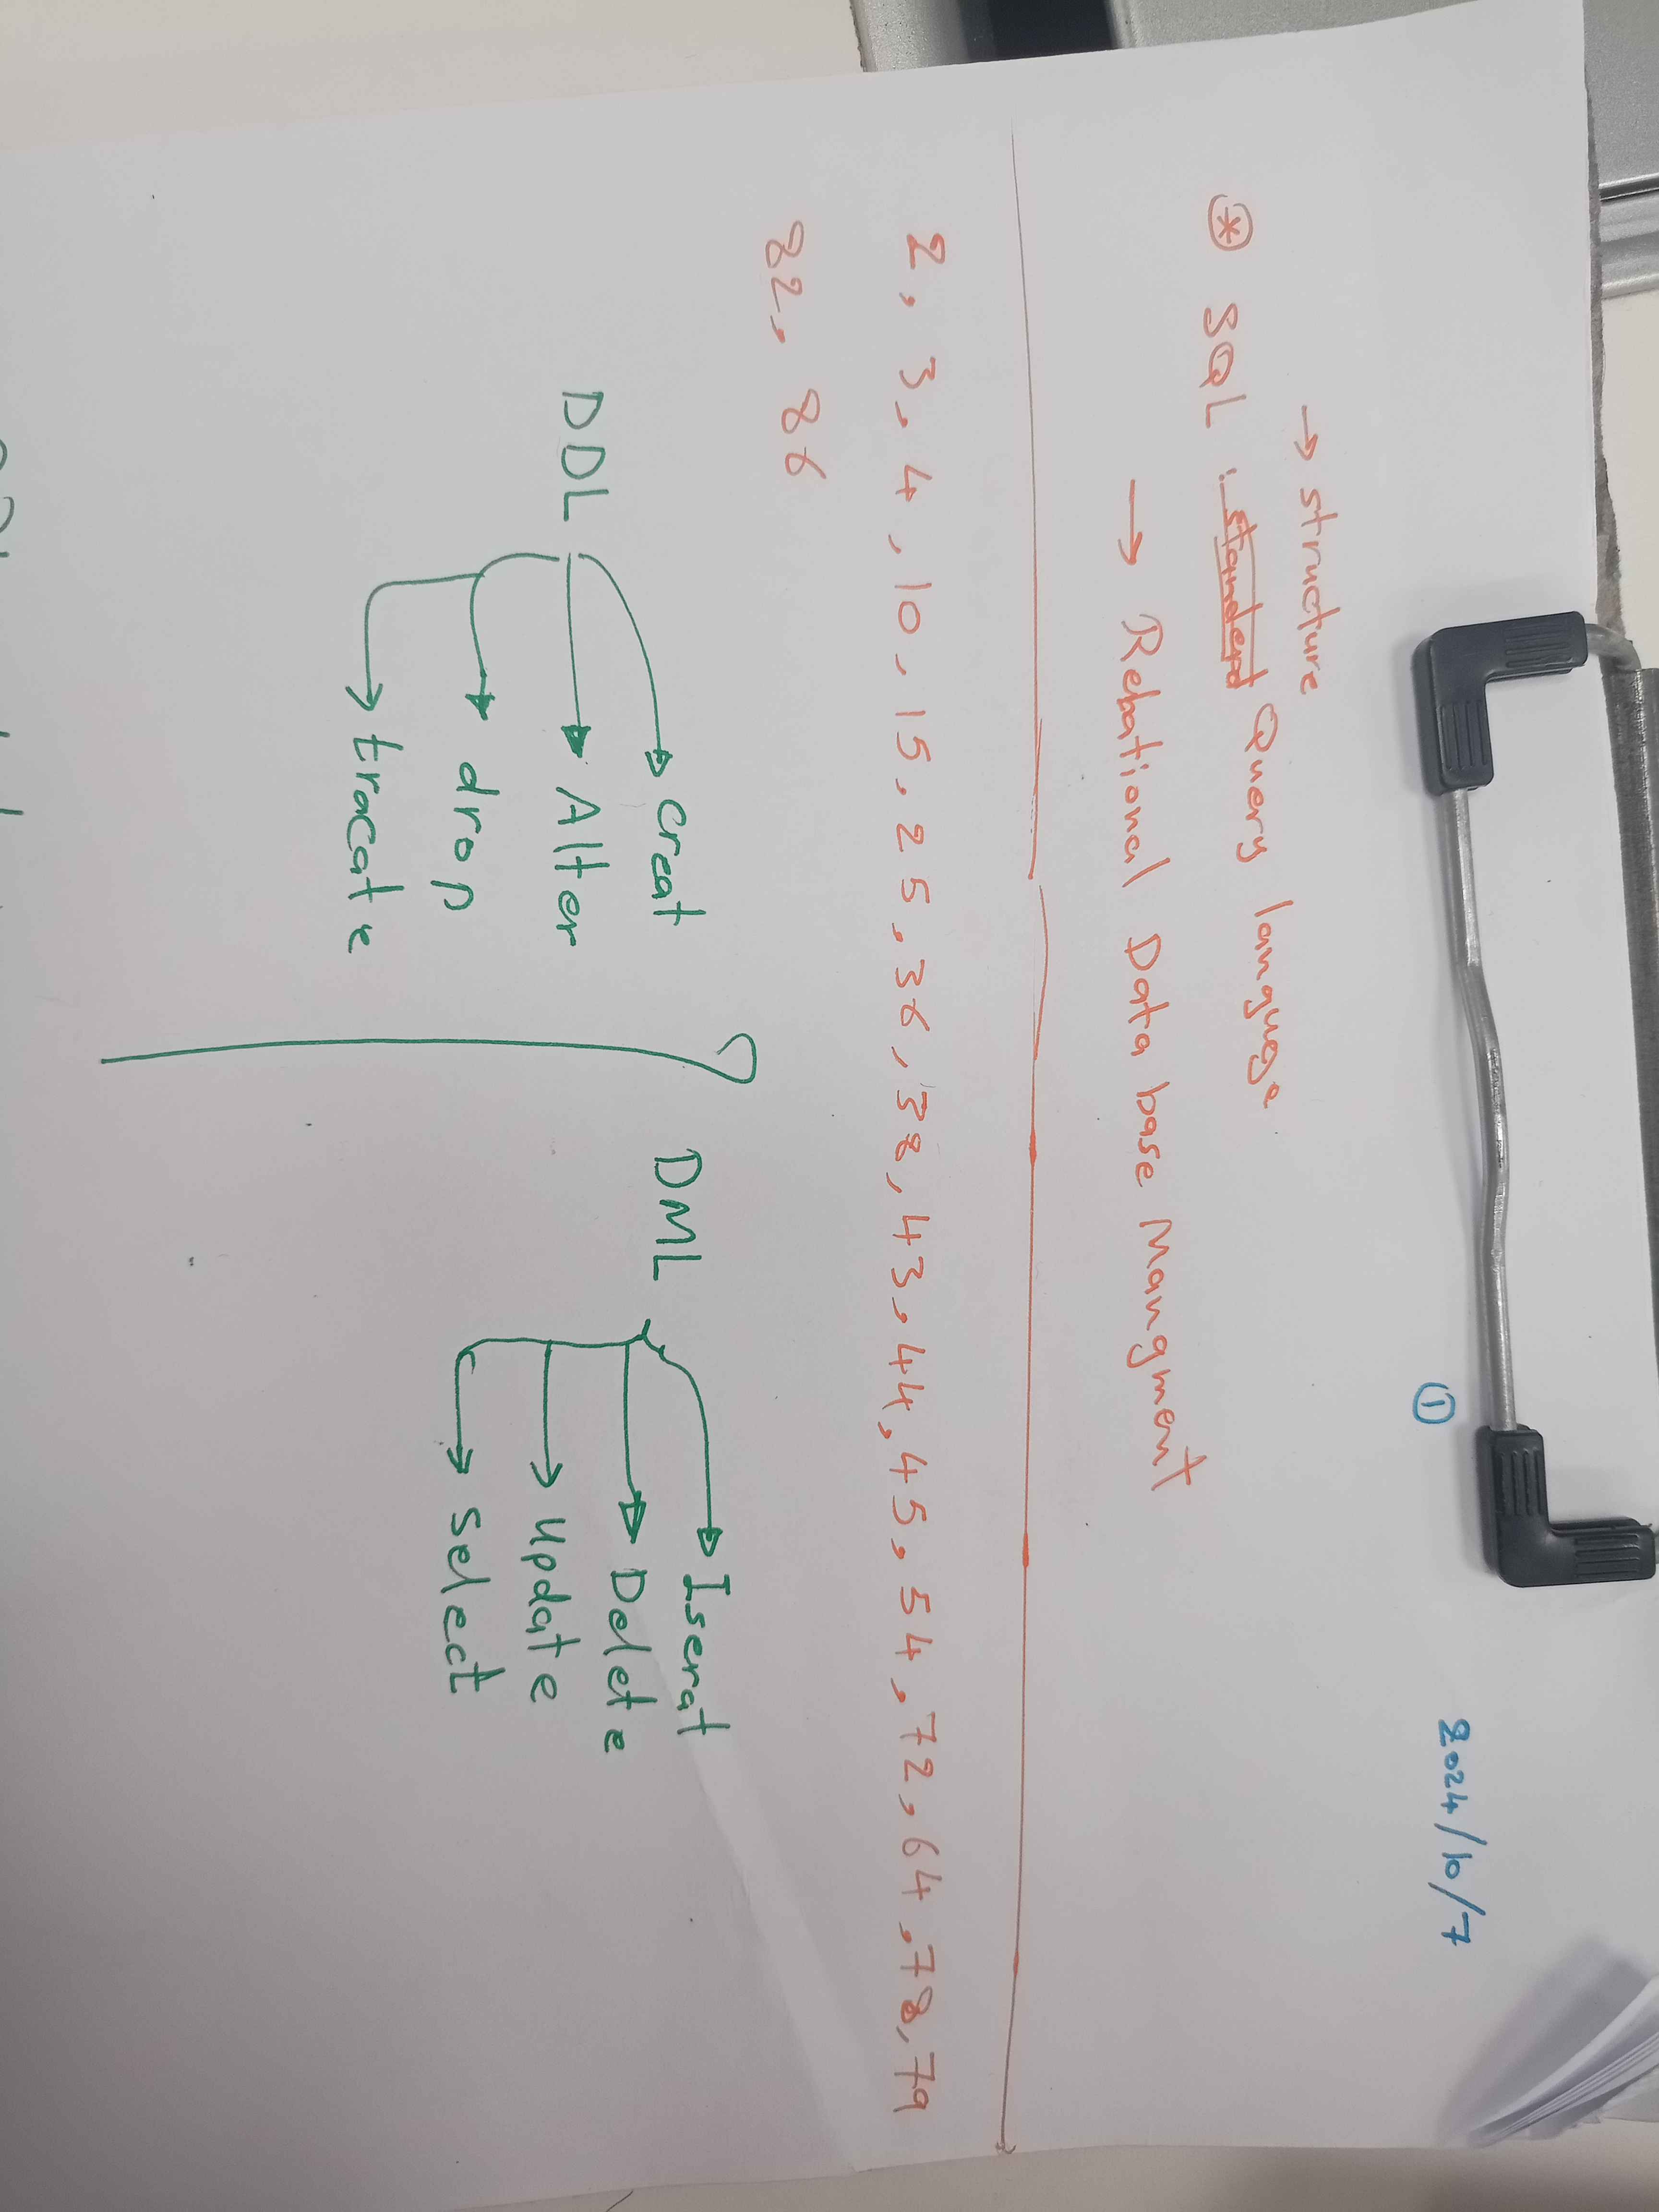 ① 2024/10/7
→ structure
* SQL : standerd Query languge
→ Relational Data base Mangment
2, 3, 4, 10, 15, 25, 36, 38, 43, 44, 45, 54, 72, 64, 78, 79
82, 86
DDL
creat
Alter
drop
tracate
DML
Iserat
Delete
update
select